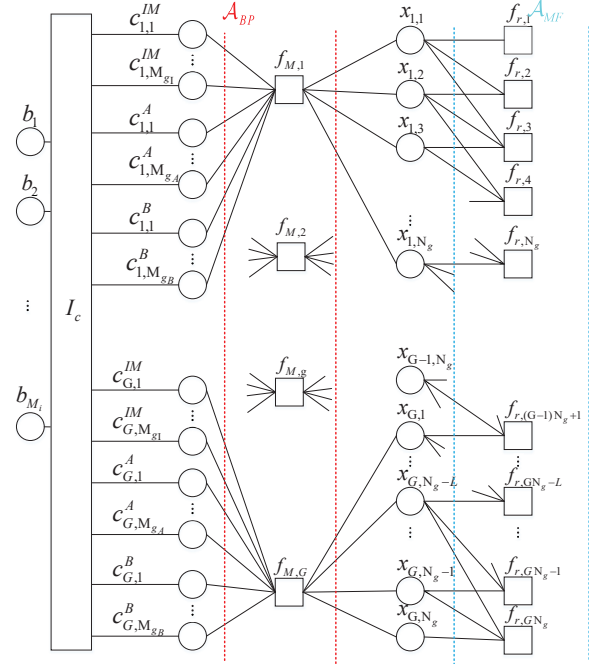 𝒜_{BP}
𝒜_{MF}
c_{1,1}^{IM}
⋮
c_{1,M_{g1}}^{IM}
c_{1,1}^{A}
⋮
c_{1,M_{gA}}^{A}
c_{1,1}^{B}
⋮
c_{1,M_{gB}}^{B}
b_1
b_2
...
b_{M_i}
I_c
c_{G,1}^{IM}
⋮
c_{G,M_{g1}}^{IM}
c_{G,1}^{A}
⋮
c_{G,M_{gA}}^{A}
c_{G,1}^{B}
⋮
c_{G,M_{gB}}^{B}
f_{M,1}
f_{M,2}
f_{M,g}
f_{M,G}
x_{1,1}
x_{1,2}
x_{1,3}
⋮
x_{1,N_g}
x_{G-1,N_g}
x_{G,1}
⋮
x_{G,N_g-L}
⋮
x_{G,N_g-1}
x_{G,N_g}
f_{r,1}
f_{r,2}
f_{r,3}
f_{r,4}
f_{r,N_g}
f_{r,(G-1)N_g+1}
⋮
f_{r,GN_g-L}
⋮
f_{r,GN_g-1}
f_{r,GN_g}